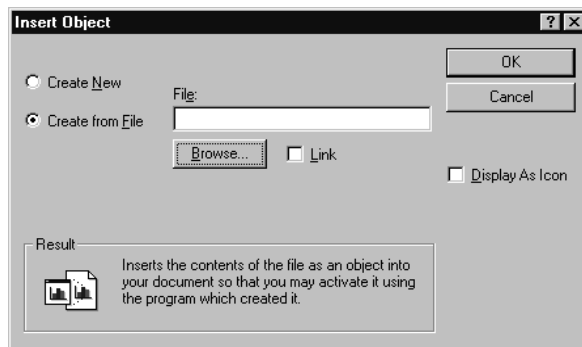 Insert Object
Create New
Create from File
File:
Browse...
Link
OK
Cancel
Display As Icon
Result
Inserts the contents of the file as an object into
your document so that you may activate it using
the program which created it.